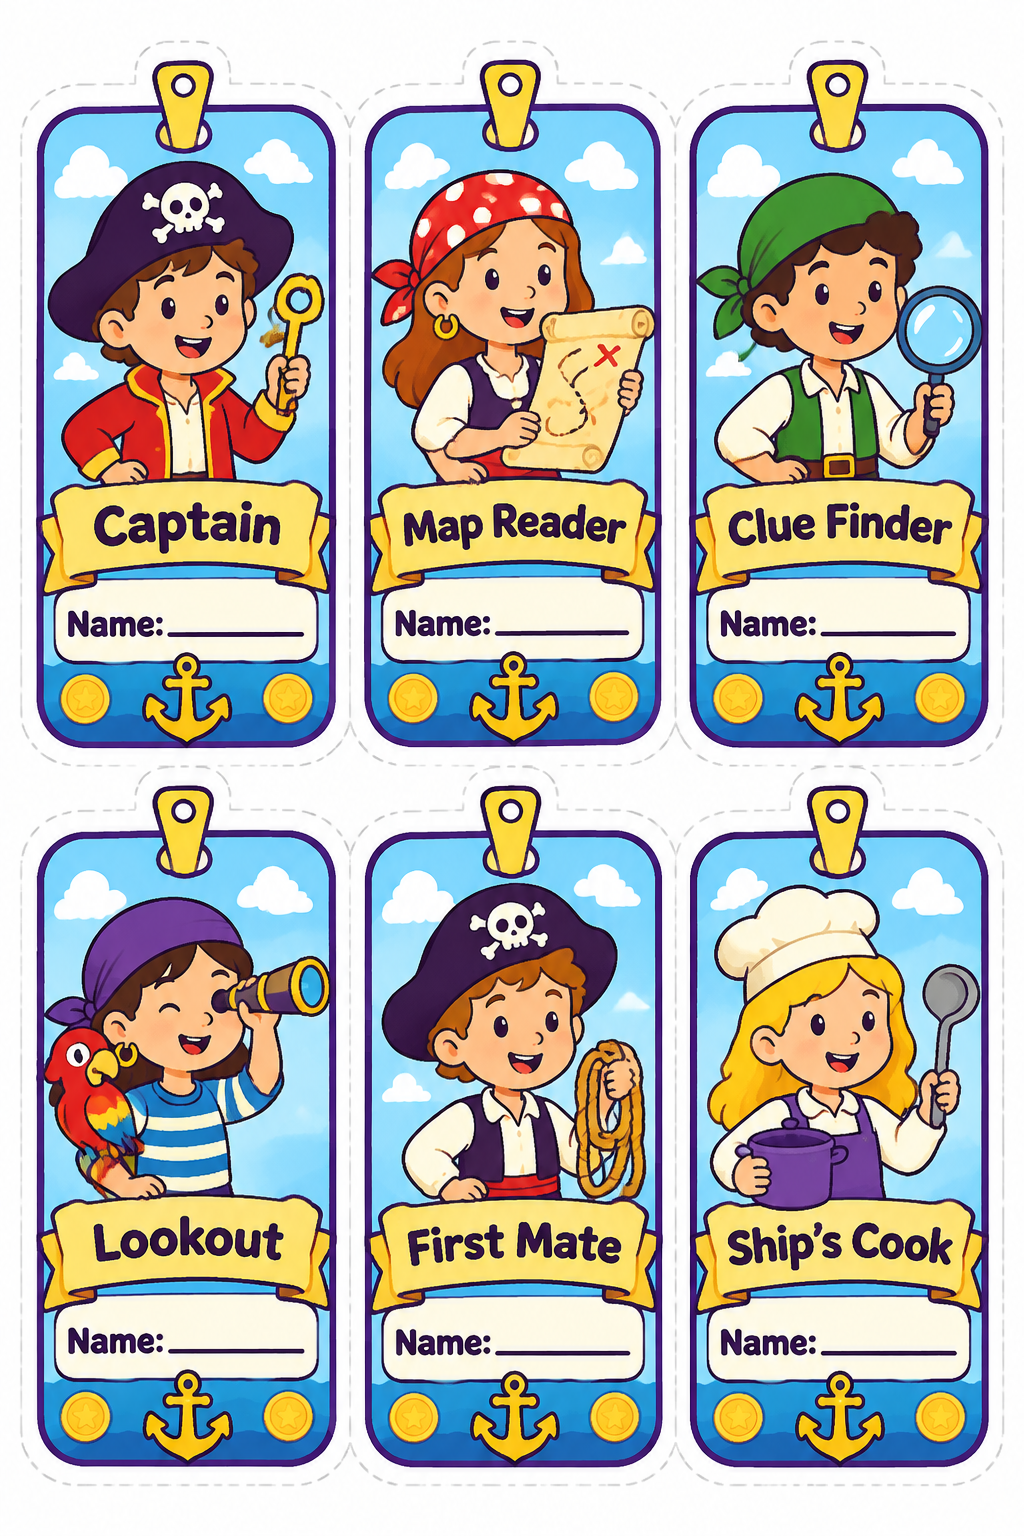 Captain
Name:
Map Reader
Name:
Clue Finder
Name:
Lookout
Name:
First Mate
Name:
Ship's Cook
Name: